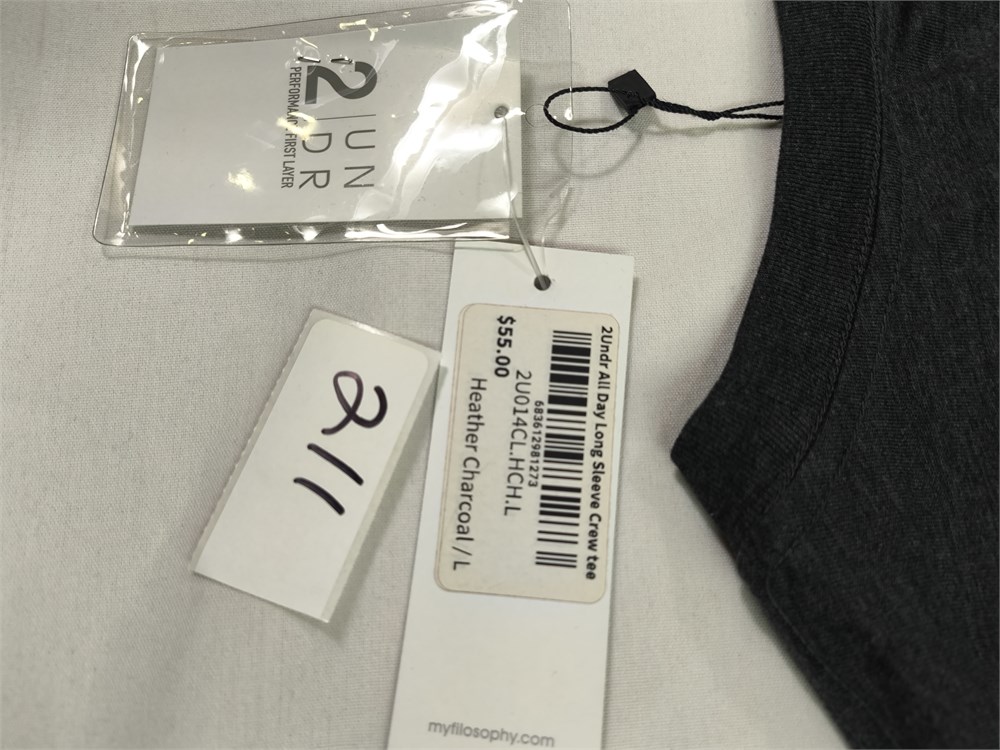 2|UN
DR
PERFORMANCE FIRST LAYER
2Undr All Day Long Sleeve Crew tee
683612981273
2U014CL.HCH.L
$55.00
Heather Charcoal / L
211
myfilosophy.com